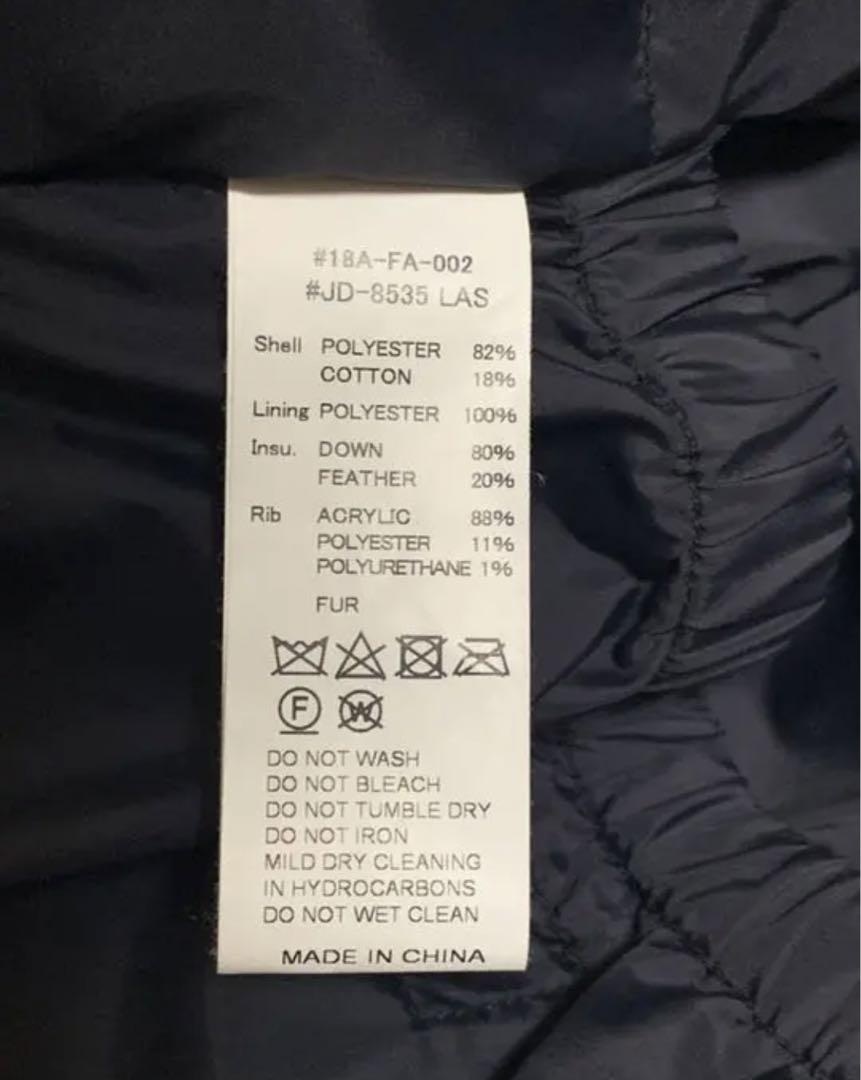 #18A-FA-002
#JD-8535 LAS
Shell POLYESTER 82%
COTTON 18%
Lining POLYESTER 100%
Insu. DOWN 80%
FEATHER 20%
Rib ACRYLIC 88%
POLYESTER 11%
POLYURETHANE 1%
FUR
F W
DO NOT WASH
DO NOT BLEACH
DO NOT TUMBLE DRY
DO NOT IRON
MILD DRY CLEANING
IN HYDROCARBONS
DO NOT WET CLEAN
MADE IN CHINA